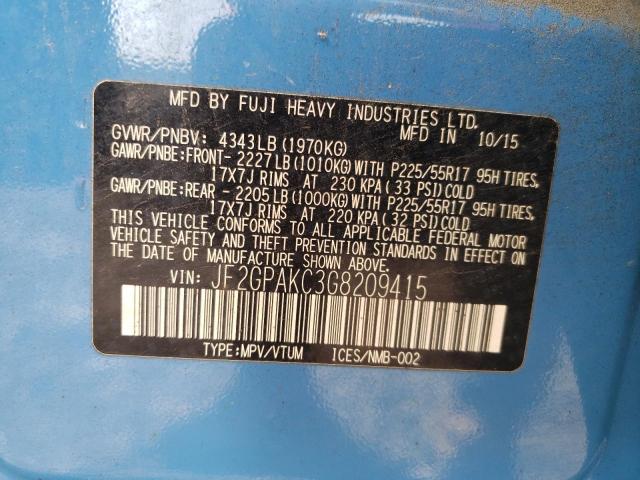 MFD BY FUJI HEAVY INDUSTRIES LTD.
MFD IN 10/15
GVWR/PNBV: 4343LB (1970KG)
GAWR/PNBE:FRONT- 2227LB (1010KG) WITH P225/55R17 95H TIRES,
17X7J RIMS AT 230 KPA (33 PSI) COLD
GAWR/PNBE:REAR - 2205LB (1000KG) WITH P225/55R17 95H TIRES,
17X7J RIMS AT 220 KPA (32 PSI) COLD
THIS VEHICLE CONFORMS TO ALL APPLICABLE FEDERAL MOTOR
VEHICLE SAFETY AND THEFT PREVENTION STANDARDS IN EFFECT ON
THE DATE OF MANUFACTURE SHOWN ABOVE.
VIN: JF2GPAKC3G8209415
TYPE:MPV/VTUM ICES/NMB-002